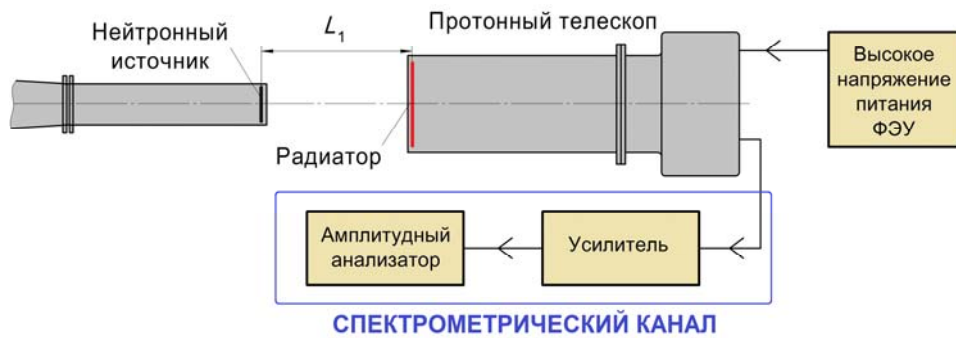 Нейтронный
источник
L1
Протонный телескоп
Высокое
напряжение
питания
ФЭУ
Радиатор
Амплитудный
анализатор
Усилитель
СПЕКТРОМЕТРИЧЕСКИЙ КАНАЛ